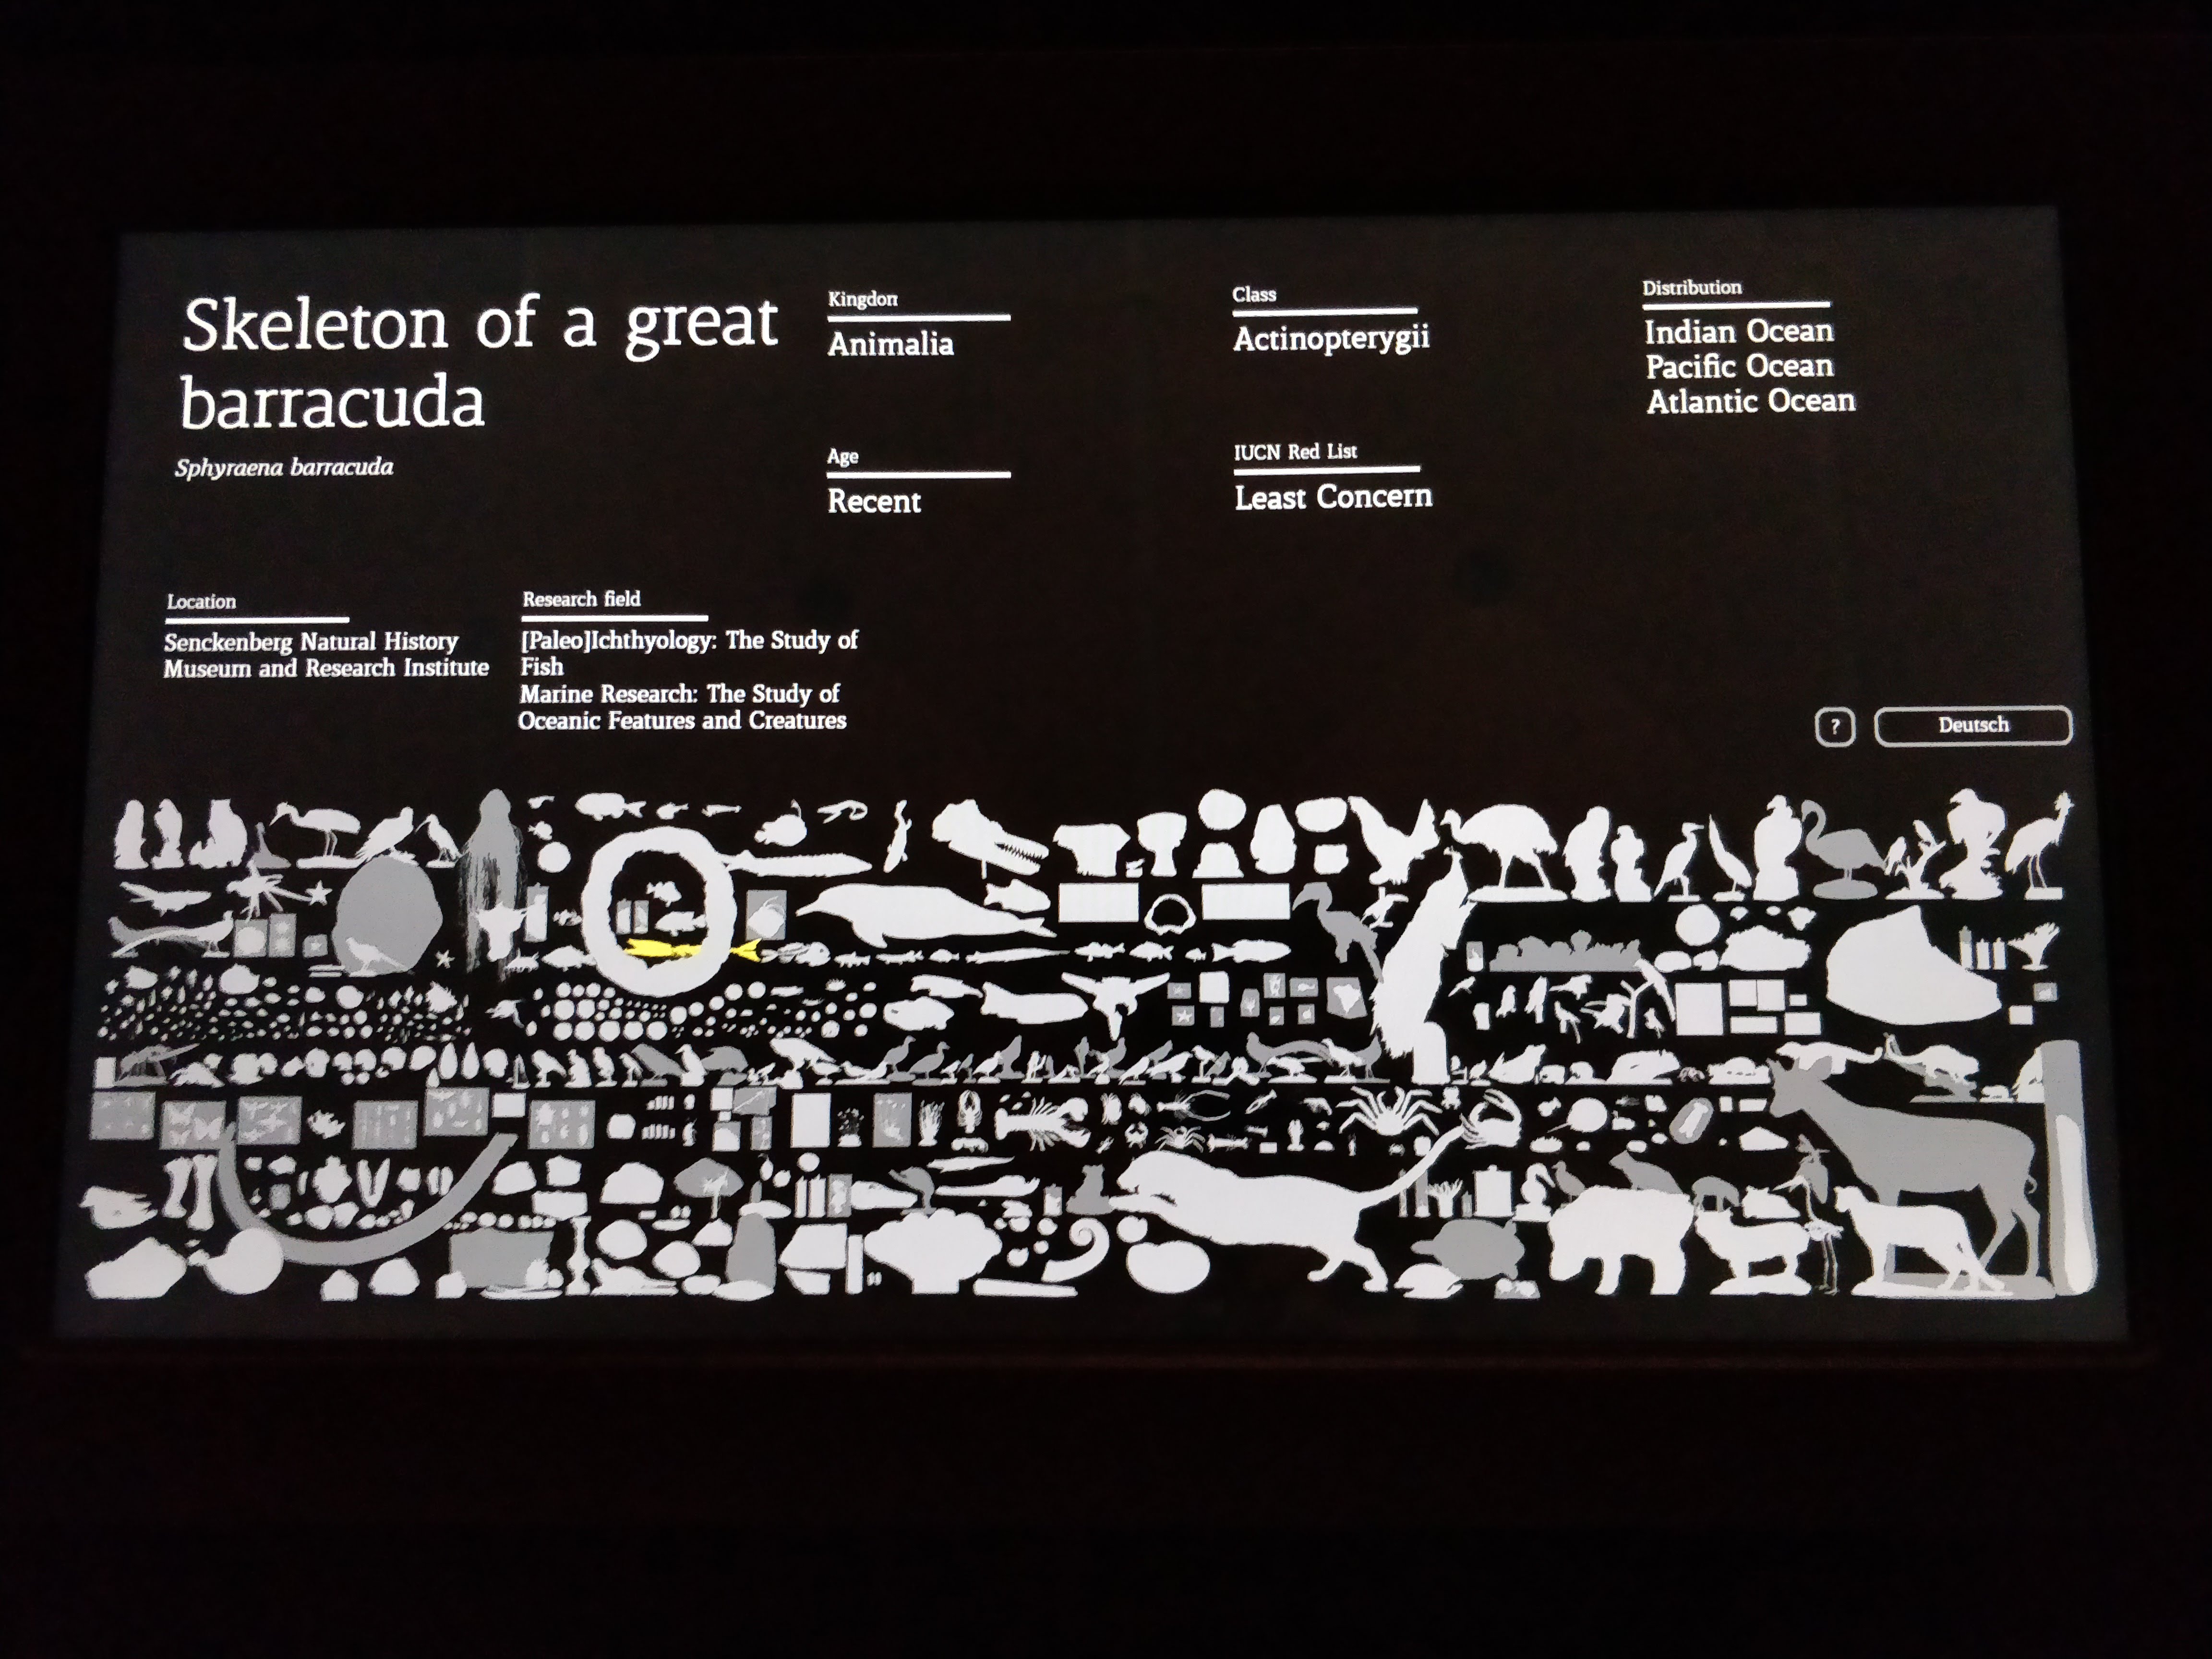 Skeleton of a great
barracuda
Sphyraena barracuda
Kingdon
Animalia
Age
Recent
Class
Actinopterygii
IUCN Red List
Least Concern
Distribution
Indian Ocean
Pacific Ocean
Atlantic Ocean
Location
Senckenberg Natural History
Museum and Research Institute
Research field
[Paleo]Ichthyology: The Study of
Fish
Marine Research: The Study of
Oceanic Features and Creatures
?
Deutsch